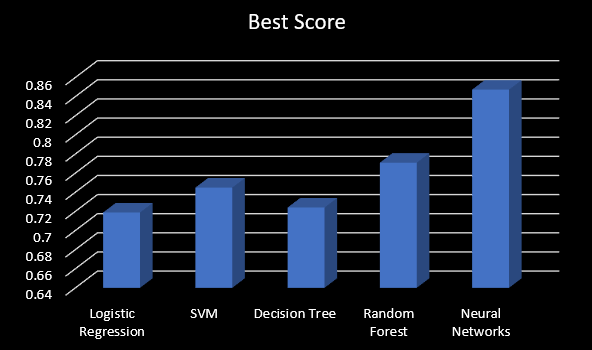 Best Score
0.86
0.84
0.82
0.8
0.78
0.76
0.74
0.72
0.7
0.68
0.66
0.64
Logistic
Regression
SVM
Decision Tree
Random
Forest
Neural
Networks